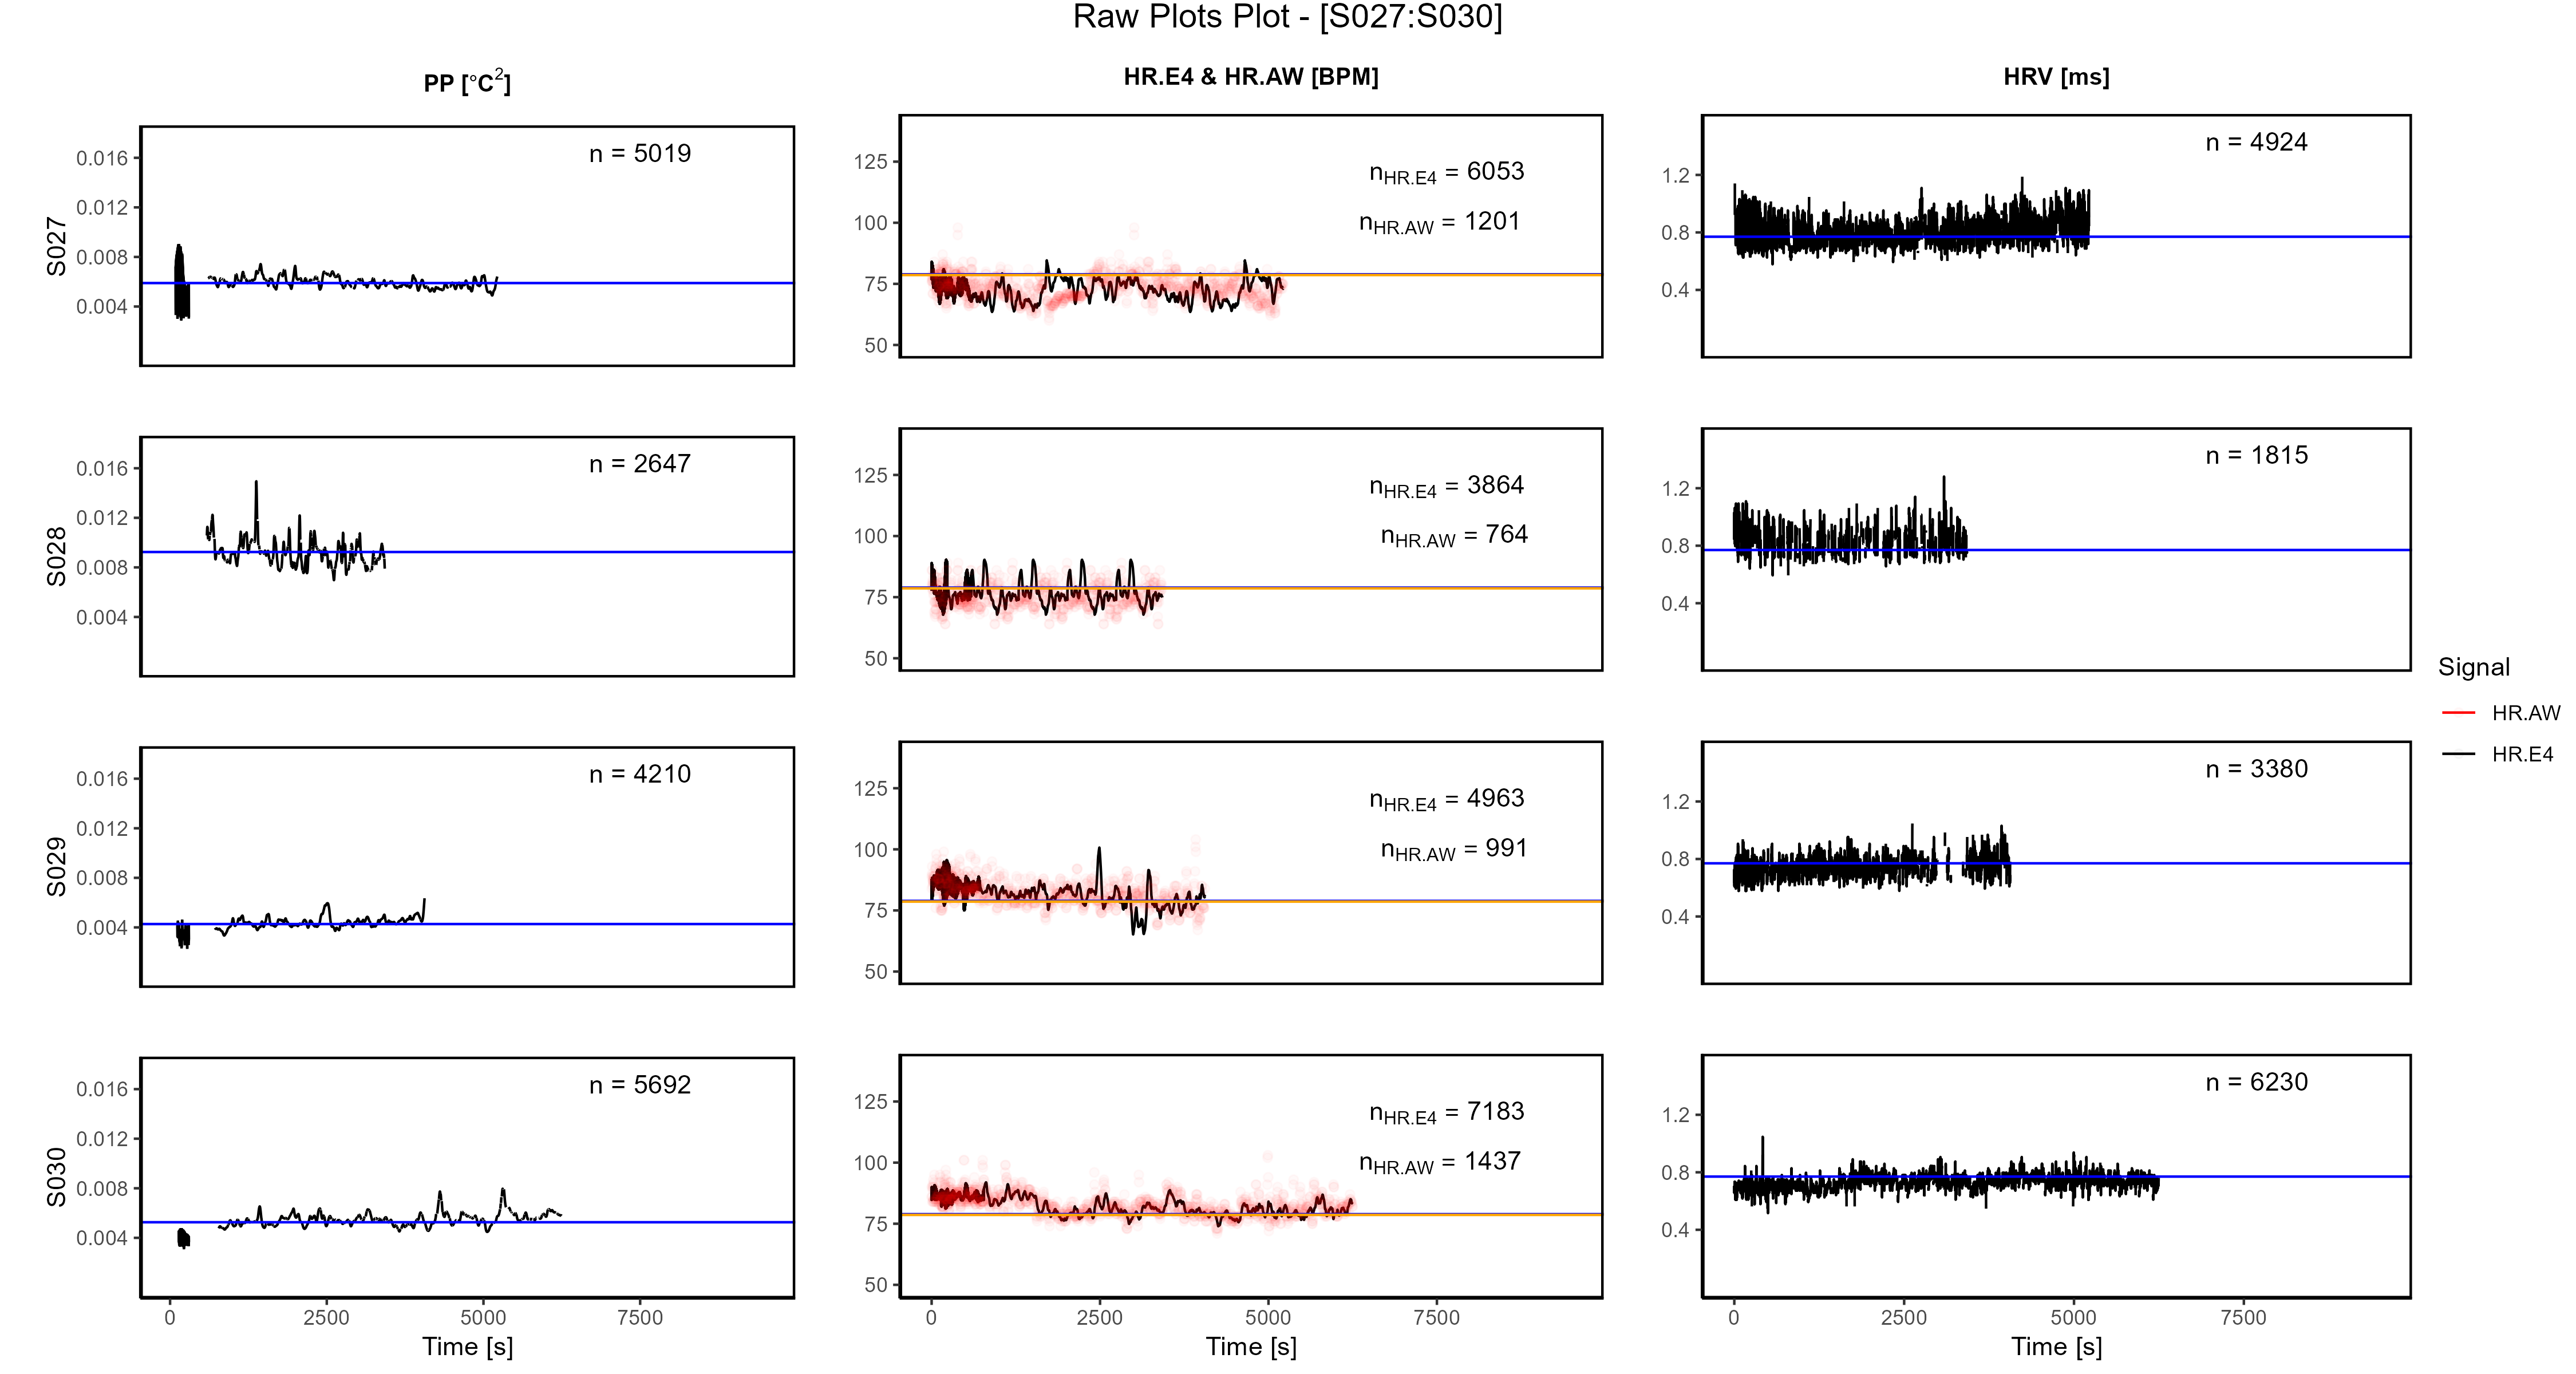 Raw Plots Plot - [S027:S030]
PP [°C²]
HR.E4 & HR.AW [BPM]
HRV [ms]
S027
0.016
0.012
0.008
0.004
n = 5019
125
100
75
50
nHR.E4 = 6053
nHR.AW = 1201
1.2
0.8
0.4
n = 4924
S028
0.016
0.012
0.008
0.004
n = 2647
125
100
75
50
nHR.E4 = 3864
nHR.AW = 764
1.2
0.8
0.4
n = 1815
S029
0.016
0.012
0.008
0.004
n = 4210
125
100
75
50
nHR.E4 = 4963
nHR.AW = 991
1.2
0.8
0.4
n = 3380
S030
0.016
0.012
0.008
0.004
n = 5692
0 2500 5000 7500
Time [s]
125
100
75
50
nHR.E4 = 7183
nHR.AW = 1437
0 2500 5000 7500
Time [s]
1.2
0.8
0.4
n = 6230
0 2500 5000 7500
Time [s]
Signal
HR.AW
HR.E4